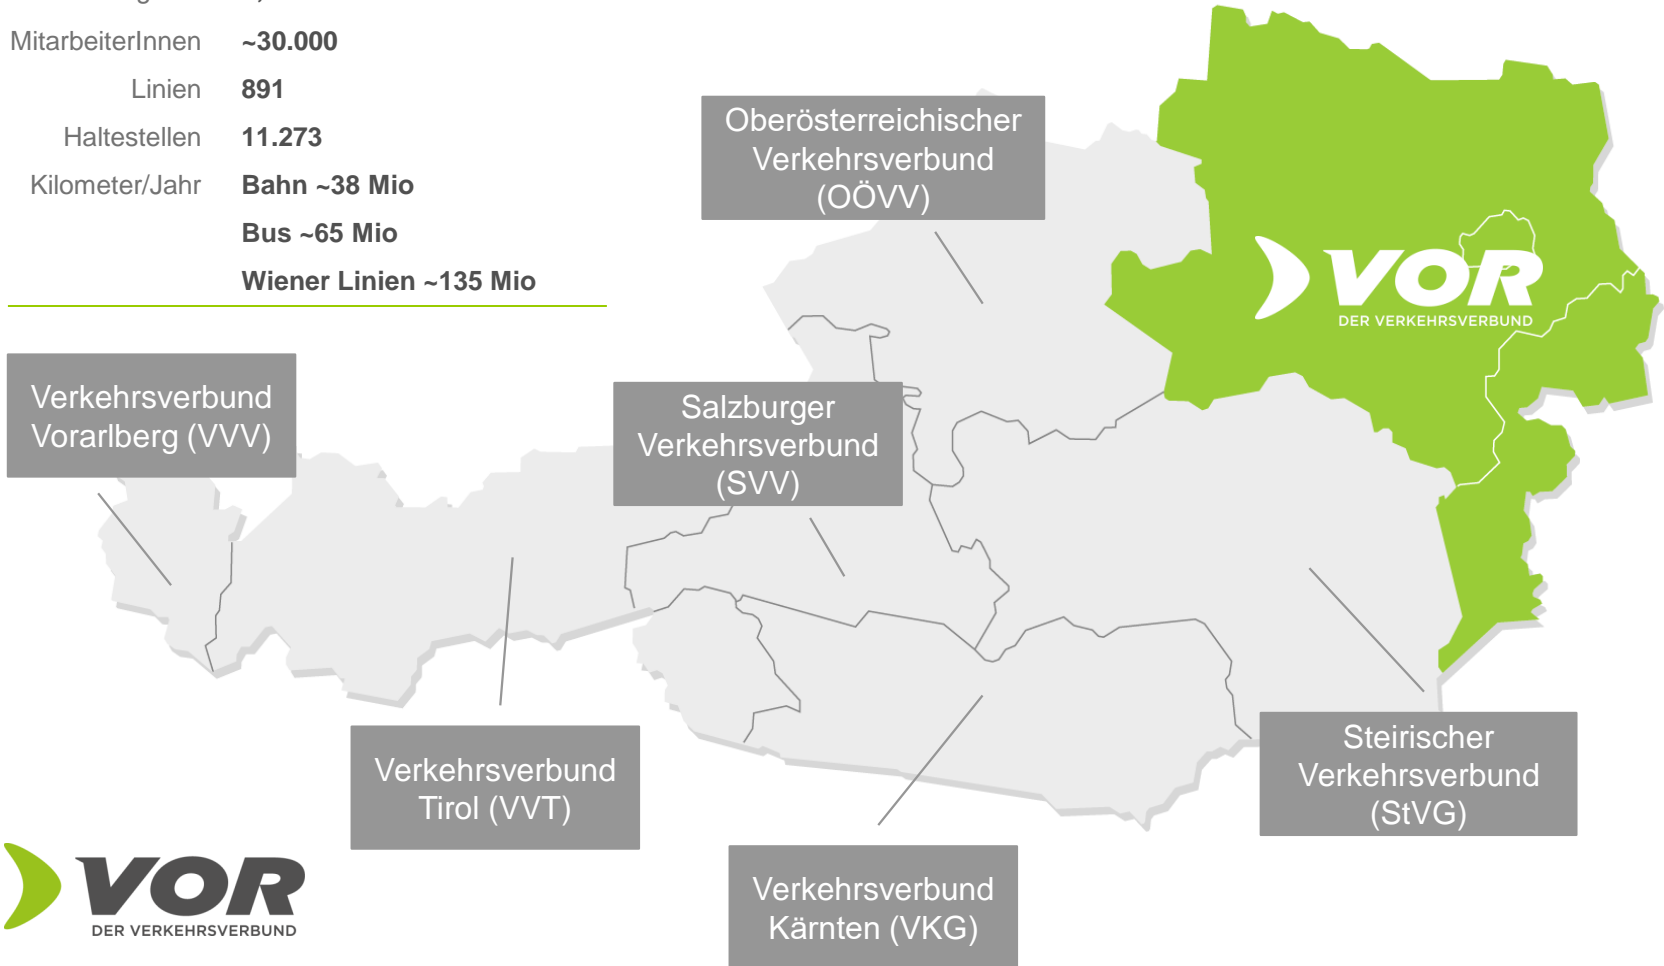 MitarbeiterInnen ~30.000
Linien 891
Haltestellen 11.273
Kilometer/Jahr Bahn ~38 Mio
Bus ~65 Mio
Wiener Linien ~135 Mio
Oberösterreichischer
Verkehrsverbund
(OÖVV)
VOR
DER VERKEHRSVERBUND
Verkehrsverbund
Vorarlberg (VVV)
Salzburger
Verkehrsverbund
(SVV)
Verkehrsverbund
Tirol (VVT)
Steirischer
Verkehrsverbund
(StVG)
Verkehrsverbund
Kärnten (VKG)
VOR
DER VERKEHRSVERBUND